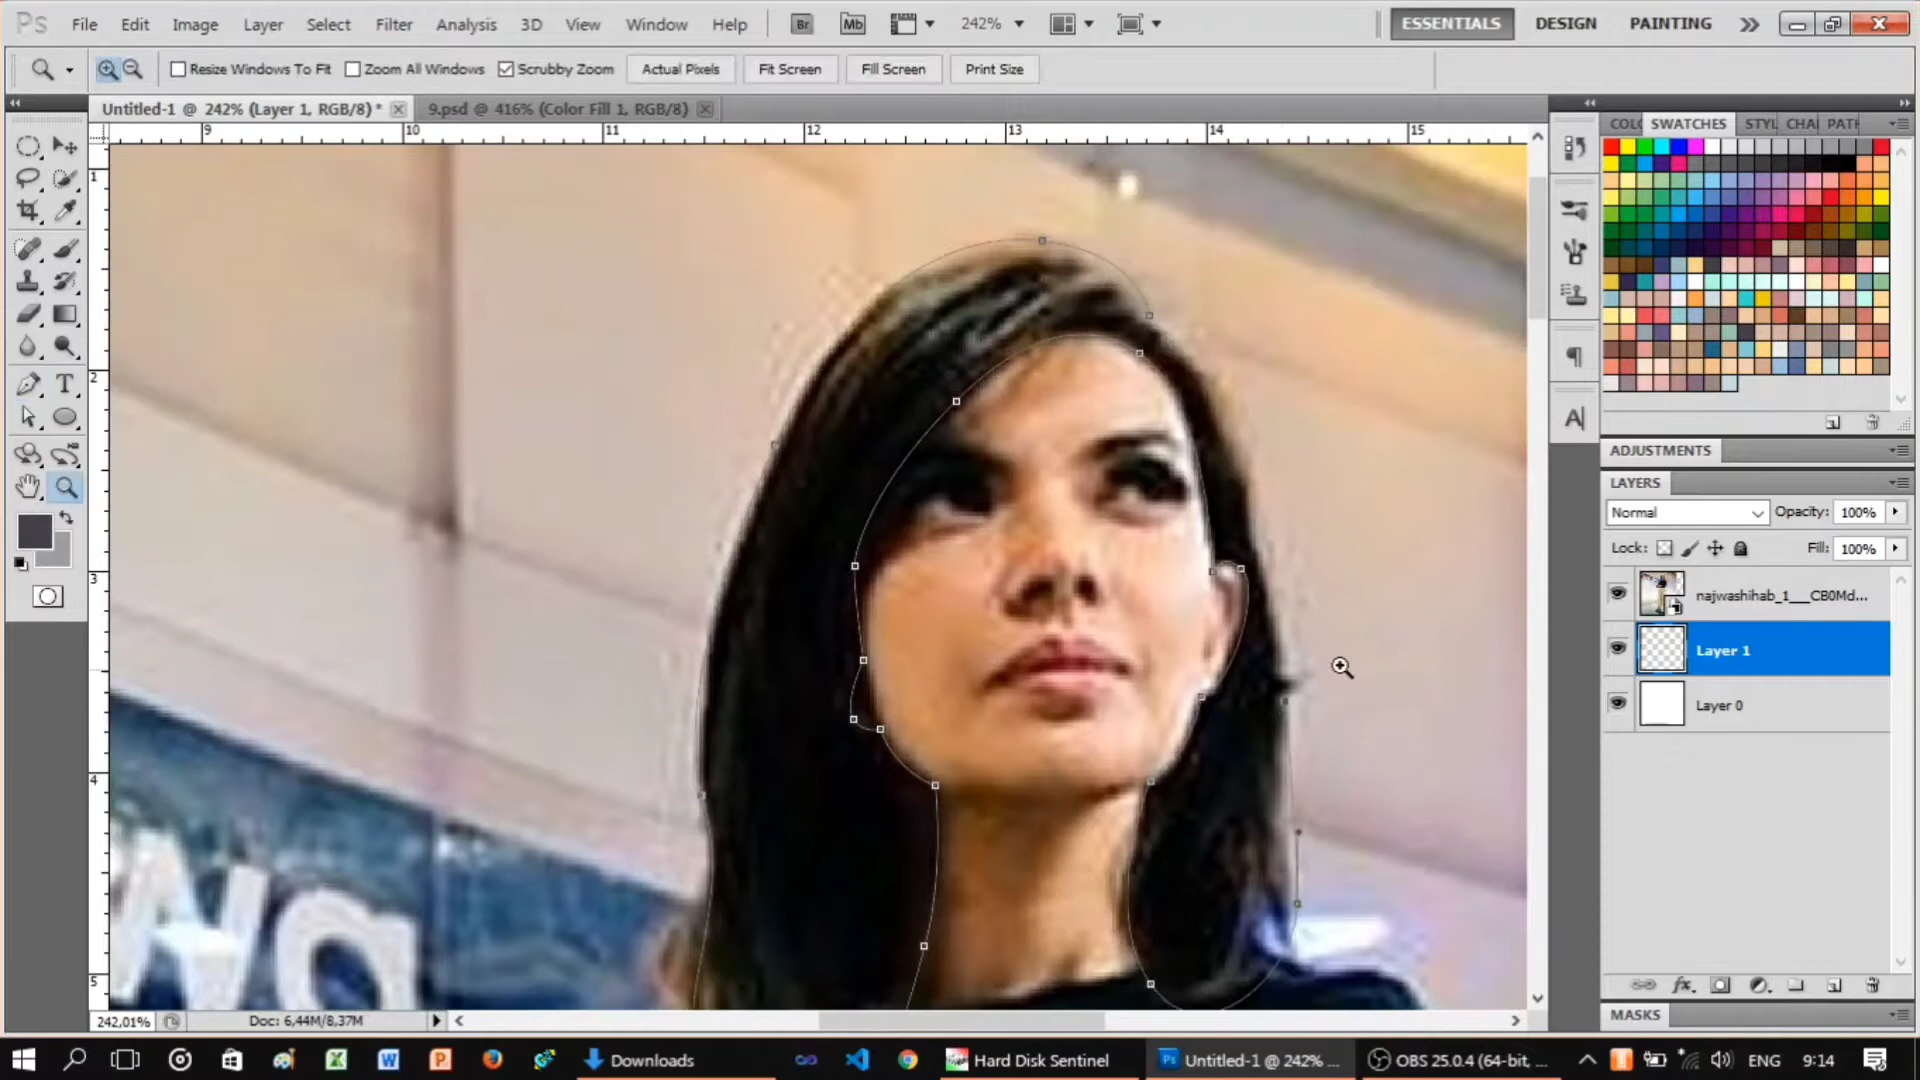 Ps File Edit Image Layer Select Filter Analysis 3D View Window Help Br Mb 242% ESSENTIALS DESIGN PAINTING
Resize Windows To Fit Zoom All Windows Scrubby Zoom Actual Pixels Fit Screen Fill Screen Print Size
Untitled-1 @ 242% (Layer 1, RGB/8) * 9.psd @ 416% (Color Fill 1, RGB/8)
9 10 11 12 13 14 15
COLC SWATCHES STYL CHAI PATH
1
2
3
4
5
ADJUSTMENTS
LAYERS
Normal Opacity: 100%
Lock: Fill: 100%
najwashihab_1___CB0Md...
Layer 1
Layer 0
MASKS
242,01% Doc: 6,44M/8,37M
Downloads Hard Disk Sentinel Untitled-1 @ 242% ... OBS 25.0.4 (64-bit, ... ENG 9:14